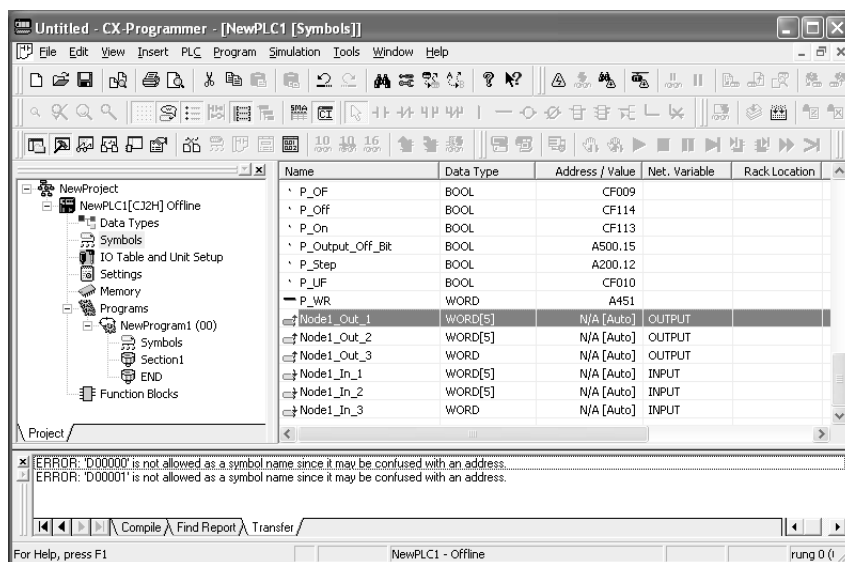 Untitled - CX-Programmer - [NewPLC1 [Symbols]]
File Edit View Insert PLC Program Simulation Tools Window Help
10 10 16
NewProject
NewPLC1[CJ2H] Offline
Data Types
Symbols
IO Table and Unit Setup
Settings
Memory
Programs
NewProgram1 (00)
Symbols
Section1
END
Function Blocks
Project
Name Data Type Address / Value Net. Variable Rack Location
P_OF BOOL CF009
P_Off BOOL CF114
P_On BOOL CF113
P_Output_Off_Bit BOOL A500.15
P_Step BOOL A200.12
P_UF BOOL CF010
P_WR WORD A451
Node1_Out_1 WORD[5] N/A [Auto] OUTPUT
Node1_Out_2 WORD[5] N/A [Auto] OUTPUT
Node1_Out_3 WORD N/A [Auto] OUTPUT
Node1_In_1 WORD[5] N/A [Auto] INPUT
Node1_In_2 WORD[5] N/A [Auto] INPUT
Node1_In_3 WORD N/A [Auto] INPUT
ERROR: 'D00000' is not allowed as a symbol name since it may be confused with an address.
ERROR: 'D00001' is not allowed as a symbol name since it may be confused with an address.
Compile Find Report Transfer
For Help, press F1 NewPLC1 - Offline rung 0 (